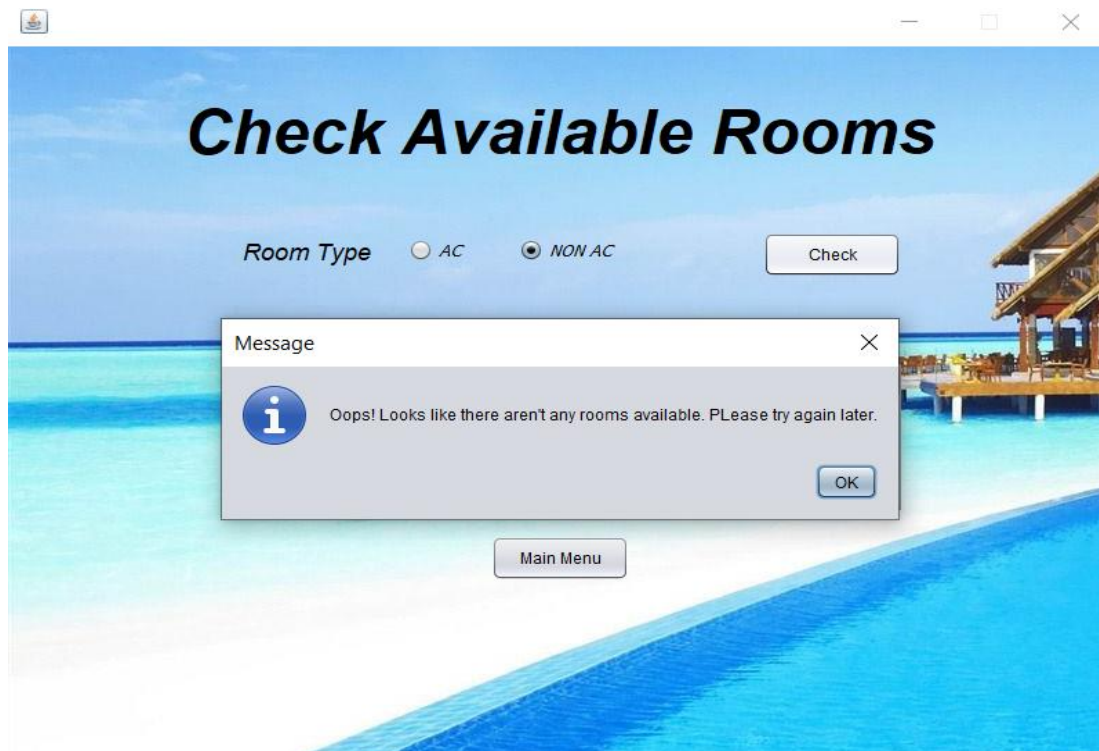 Check Available Rooms
Room Type AC NON AC Check
Message
Oops! Looks like there aren't any rooms available. PLease try again later.
OK
Main Menu